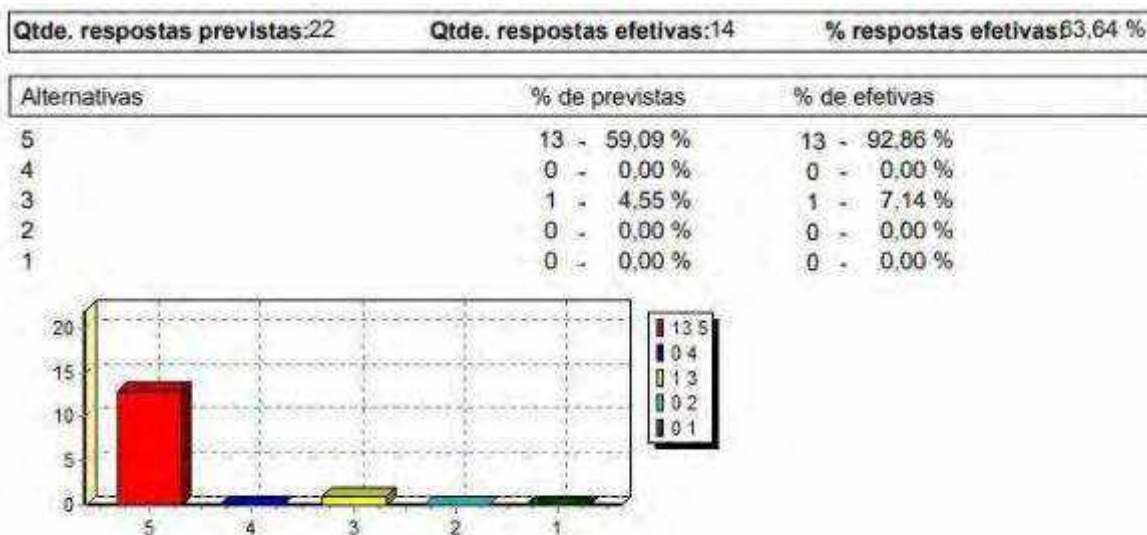 Qtde. respostas previstas:22 Qtde. respostas efetivas:14 % respostas efetivas63,64 %
Alternativas % de previstas % de efetivas
5 13 - 59,09 % 13 - 92,86 %
4 0 - 0,00 % 0 - 0,00 %
3 1 - 4,55 % 1 - 7,14 %
2 0 - 0,00 % 0 - 0,00 %
1 0 - 0,00 % 0 - 0,00 %
20
15
10
5
0
5 4 3 2 1
13 5
0 4
1 3
0 2
0 1